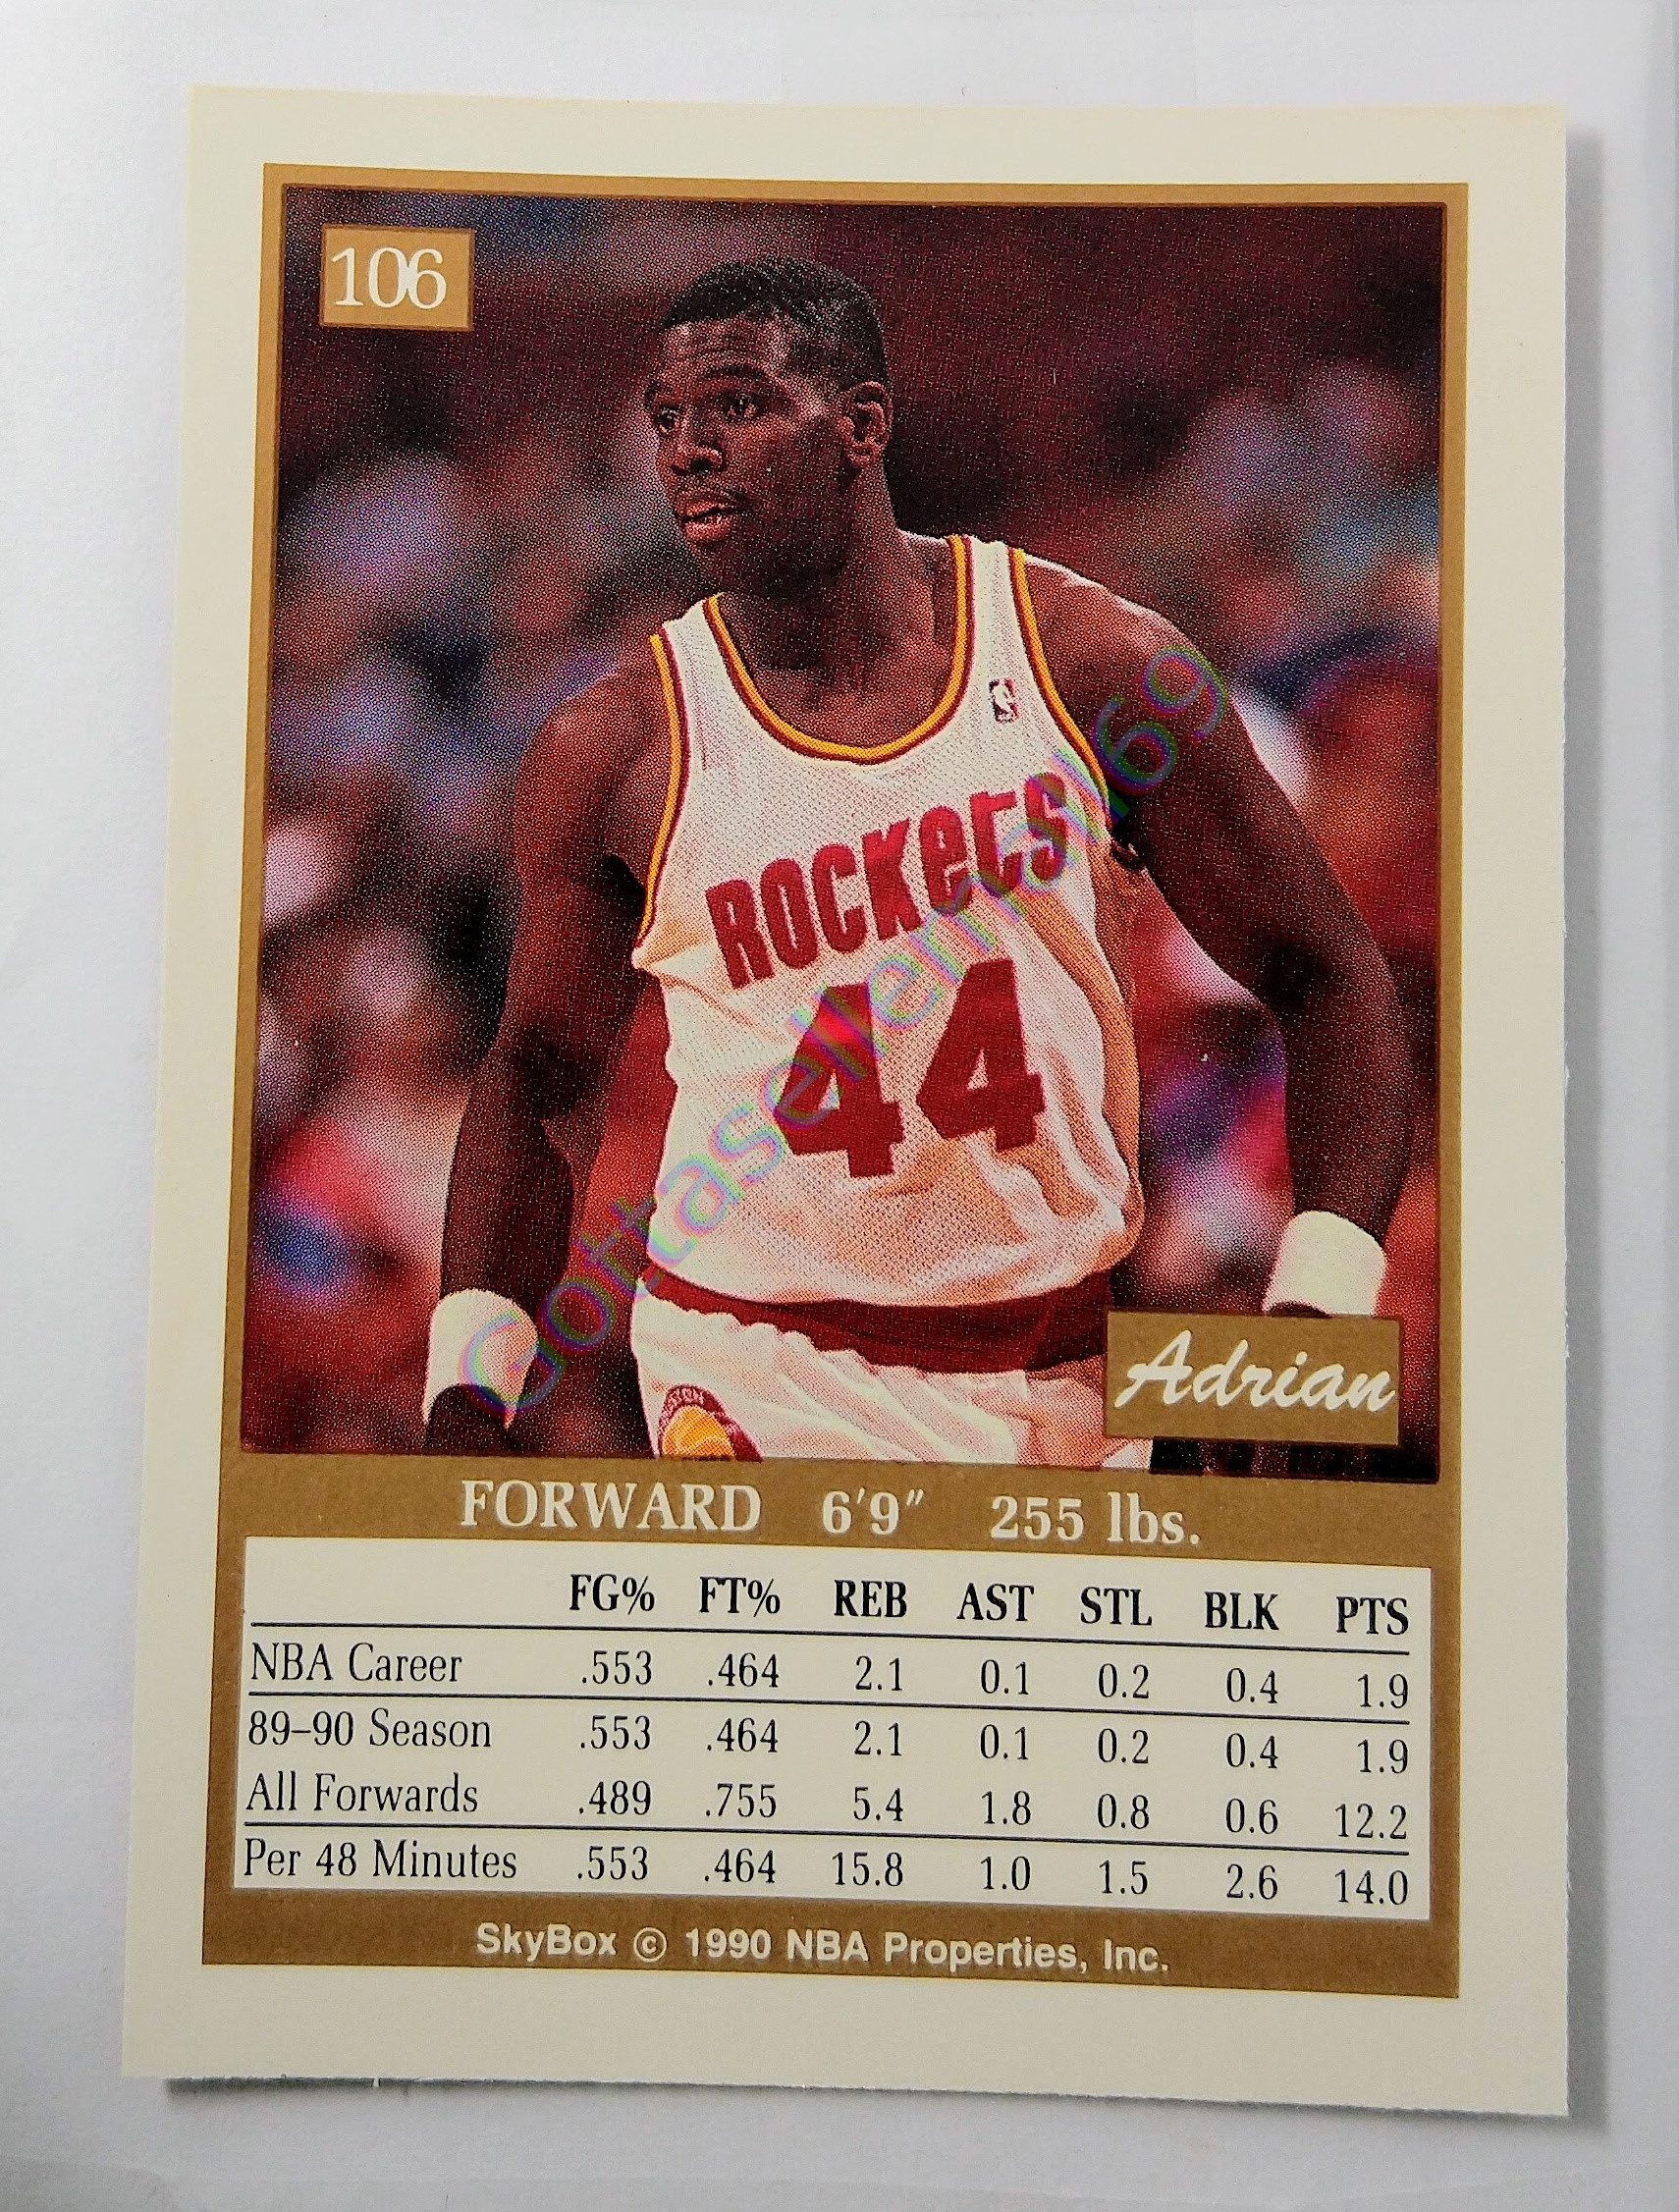 106
Rockets
44
Gottasellerrrsll69
Adrian
FORWARD 6'9" 255 lbs.
FG% FT% REB AST STL BLK PTS
NBA Career .553 .464 2.1 0.1 0.2 0.4 1.9
89–90 Season .553 .464 2.1 0.1 0.2 0.4 1.9
All Forwards .489 .755 5.4 1.8 0.8 0.6 12.2
Per 48 Minutes .553 .464 15.8 1.0 1.5 2.6 14.0
SkyBox © 1990 NBA Properties, Inc.